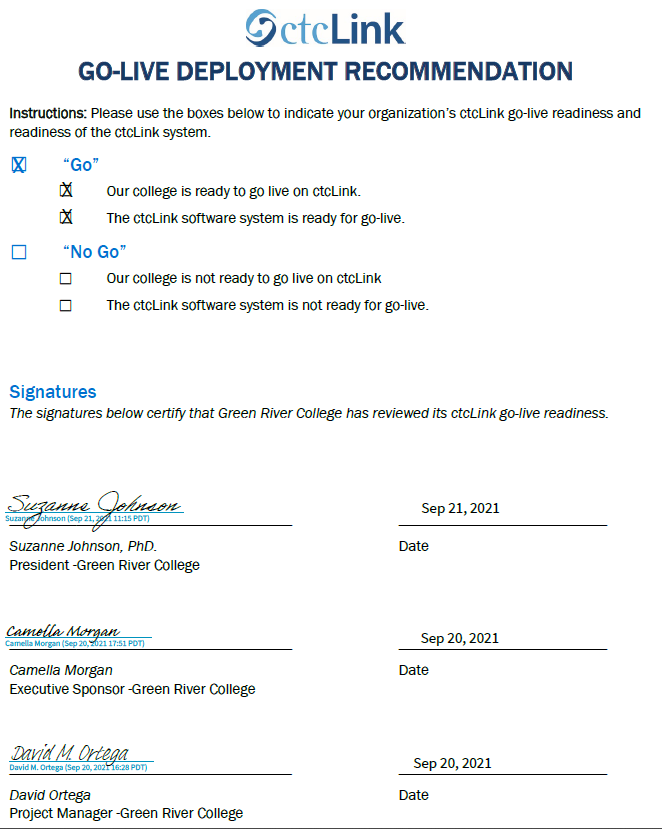 ctcLink
GO-LIVE DEPLOYMENT RECOMMENDATION
Instructions: Please use the boxes below to indicate your organization's ctcLink go-live readiness and
readiness of the ctcLink system.
☒ “Go”
☒ Our college is ready to go live on ctcLink.
☒ The ctcLink software system is ready for go-live.
☐ “No Go”
☐ Our college is not ready to go live on ctcLink
☐ The ctcLink software system is not ready for go-live.
Signatures
The signatures below certify that Green River College has reviewed its ctcLink go-live readiness.
Suzanne Johnson
Suzanne Johnson (Sep 21, 2021 11:15 PDT)
Sep 21, 2021
Suzanne Johnson, PhD. Date
President -Green River College
Camella Morgan
Camella Morgan (Sep 20, 2021 17:51 PDT)
Sep 20, 2021
Camella Morgan Date
Executive Sponsor -Green River College
David M. Ortega
David M. Ortega (Sep 20, 2021 16:28 PDT)
Sep 20, 2021
David Ortega Date
Project Manager -Green River College